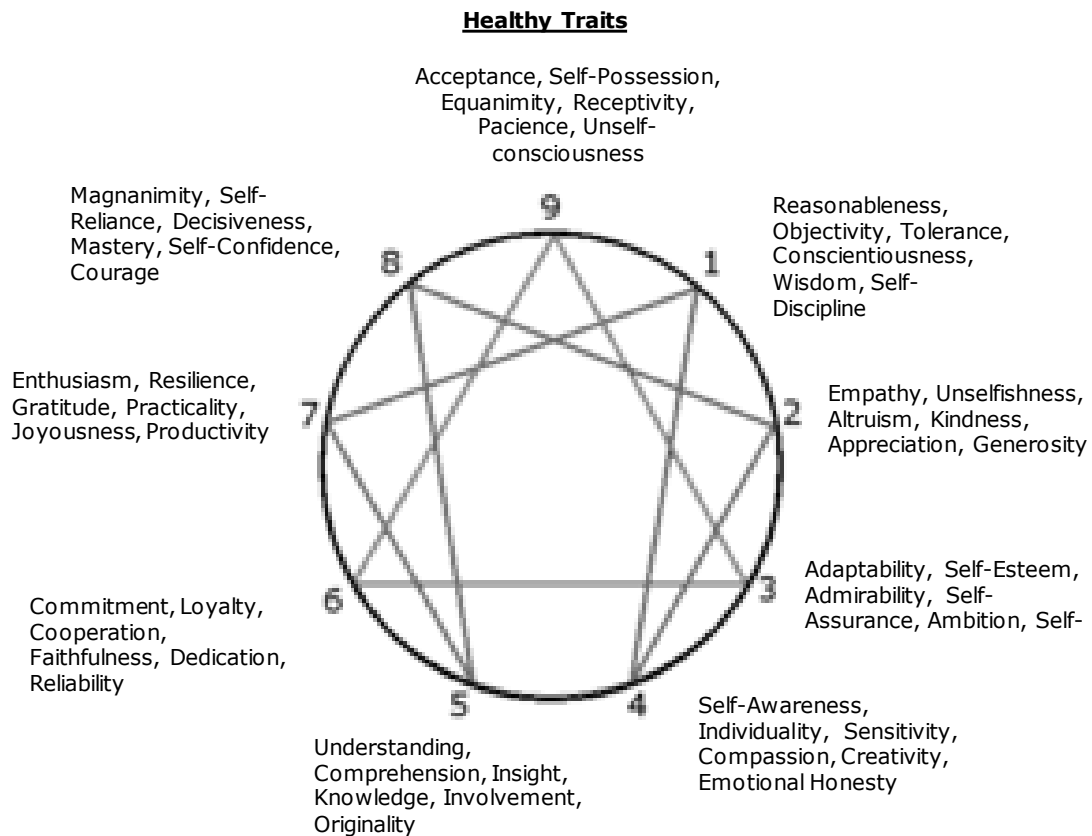 Healthy Traits
Acceptance, Self-Possession,
Equanimity, Receptivity,
Pacience, Unself-
consciousness
Magnanimity, Self-
Reliance, Decisiveness,
Mastery, Self-Confidence,
Courage
9
Reasonableness,
Objectivity, Tolerance,
Conscientiousness,
Wisdom, Self-
Discipline
8
1
Enthusiasm, Resilience,
Gratitude, Practicality,
Joyousness, Productivity
7
2
Empathy, Unselfishness,
Altruism, Kindness,
Appreciation, Generosity
Commitment, Loyalty,
Cooperation,
Faithfulness, Dedication,
Reliability
6
3
Adaptability, Self-Esteem,
Admirability, Self-
Assurance, Ambition, Self-
5
4
Understanding,
Comprehension, Insight,
Knowledge, Involvement,
Originality
Self-Awareness,
Individuality, Sensitivity,
Compassion, Creativity,
Emotional Honesty